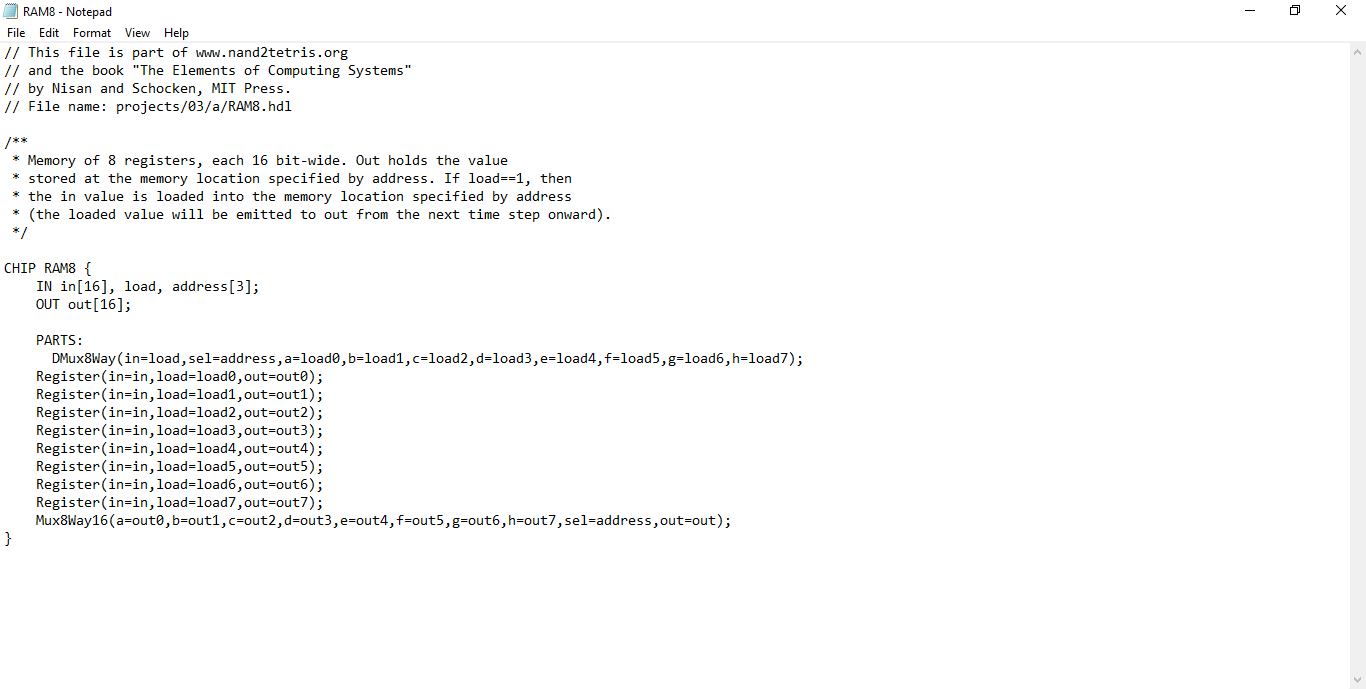 RAM8 - Notepad
File Edit Format View Help
// This file is part of www.nand2tetris.org
// and the book "The Elements of Computing Systems"
// by Nisan and Schocken, MIT Press.
// File name: projects/03/a/RAM8.hdl
/**
 * Memory of 8 registers, each 16 bit-wide. Out holds the value
 * stored at the memory location specified by address. If load==1, then
 * the in value is loaded into the memory location specified by address
 * (the loaded value will be emitted to out from the next time step onward).
 */
CHIP RAM8 {
    IN in[16], load, address[3];
    OUT out[16];
    PARTS:
      DMux8Way(in=load,sel=address,a=load0,b=load1,c=load2,d=load3,e=load4,f=load5,g=load6,h=load7);
    Register(in=in,load=load0,out=out0);
    Register(in=in,load=load1,out=out1);
    Register(in=in,load=load2,out=out2);
    Register(in=in,load=load3,out=out3);
    Register(in=in,load=load4,out=out4);
    Register(in=in,load=load5,out=out5);
    Register(in=in,load=load6,out=out6);
    Register(in=in,load=load7,out=out7);
    Mux8Way16(a=out0,b=out1,c=out2,d=out3,e=out4,f=out5,g=out6,h=out7,sel=address,out=out);
}